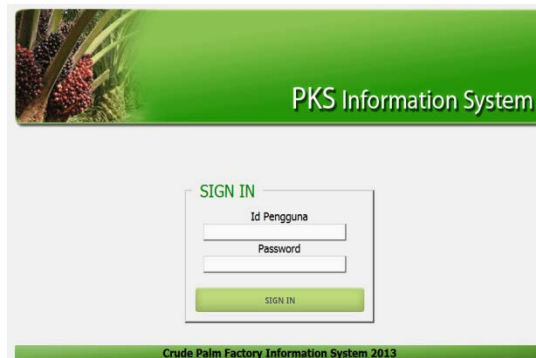 PKS Information System
SIGN IN
Id Pengguna
Password
SIGN IN
Crude Palm Factory Information System 2013